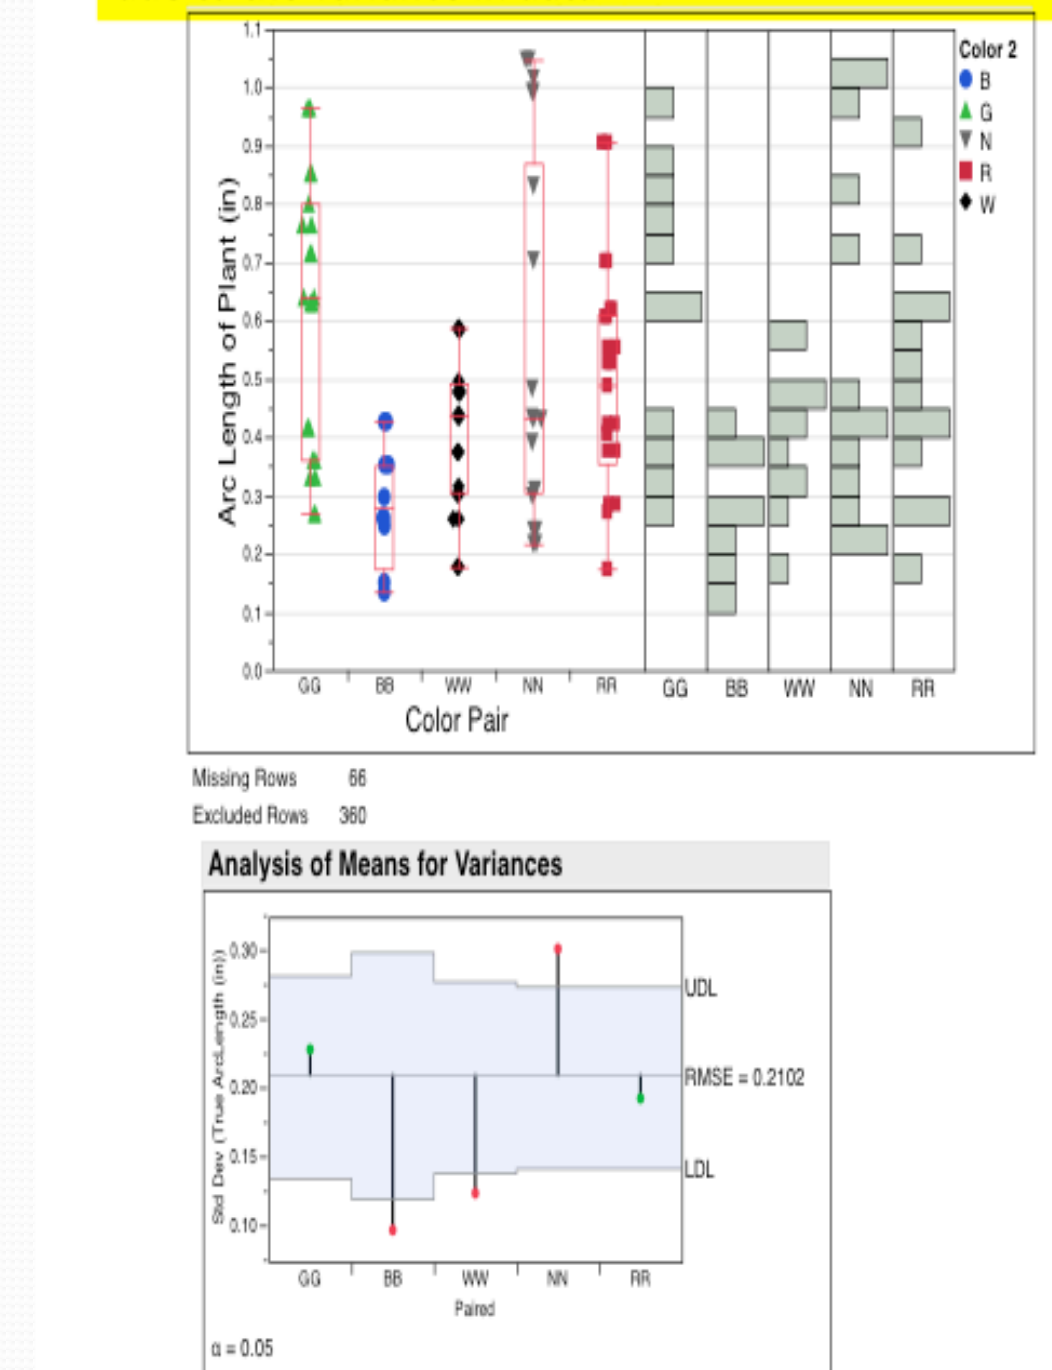 1.1
1.0
0.9
0.8
0.7
0.6
0.5
0.4
0.3
0.2
0.1
0.0
Arc Length of Plant (in)
GG BB WW NN RR
GG BB WW NN RR
Color Pair
Color 2
B
G
N
R
W
Missing Rows 66
Excluded Rows 360
Analysis of Means for Variances
Std Dev (True ArcLength (in))
0.30
0.25
0.20
0.15
0.10
UDL
RMSE = 0.2102
LDL
GG BB WW NN RR
Paired
α = 0.05